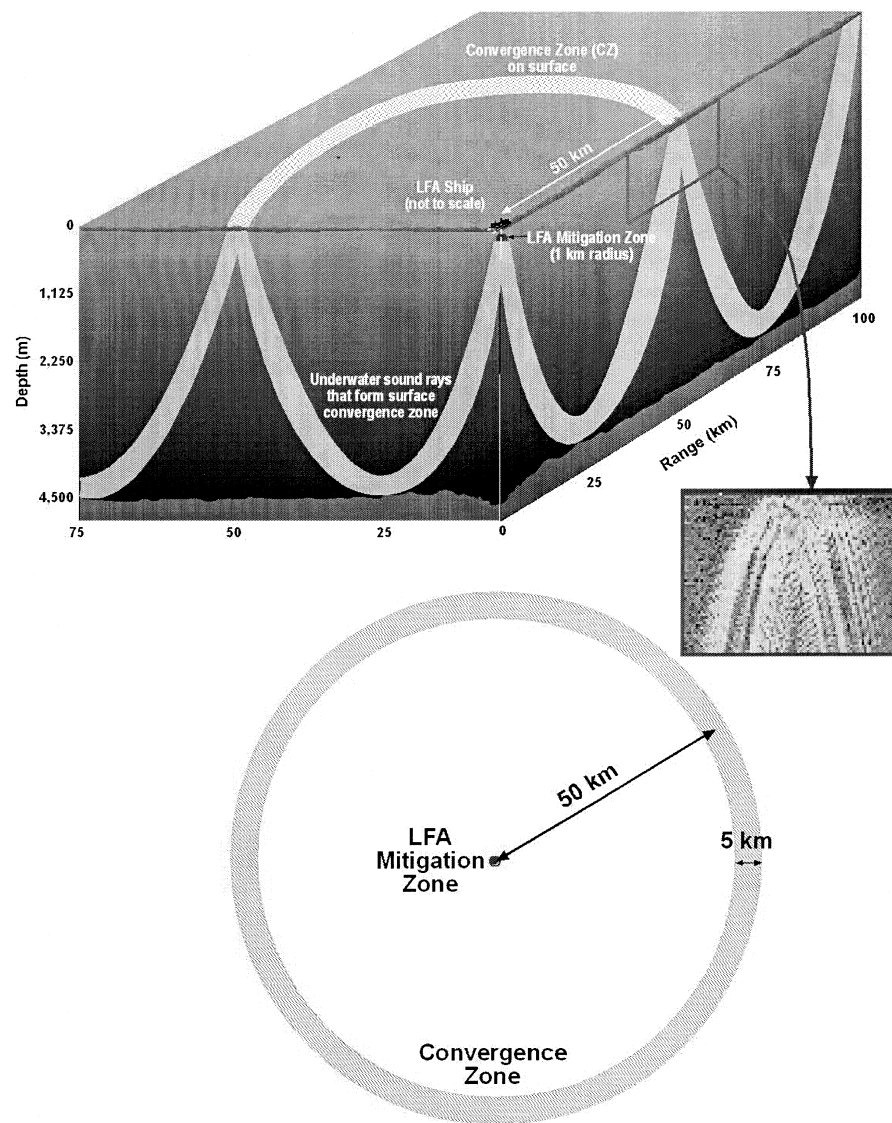 Convergence Zone (CZ)
on surface
50 km
LFA Ship
(not to scale)
LFA Mitigation Zone
(1 km radius)
0
1,125
2,250
3,375
4,500
Depth (m)
Underwater sound rays
that form surface
convergence zone
75
50
25
0
25
50
75
100
Range (km)
50 km
5 km
LFA
Mitigation
Zone
Convergence
Zone